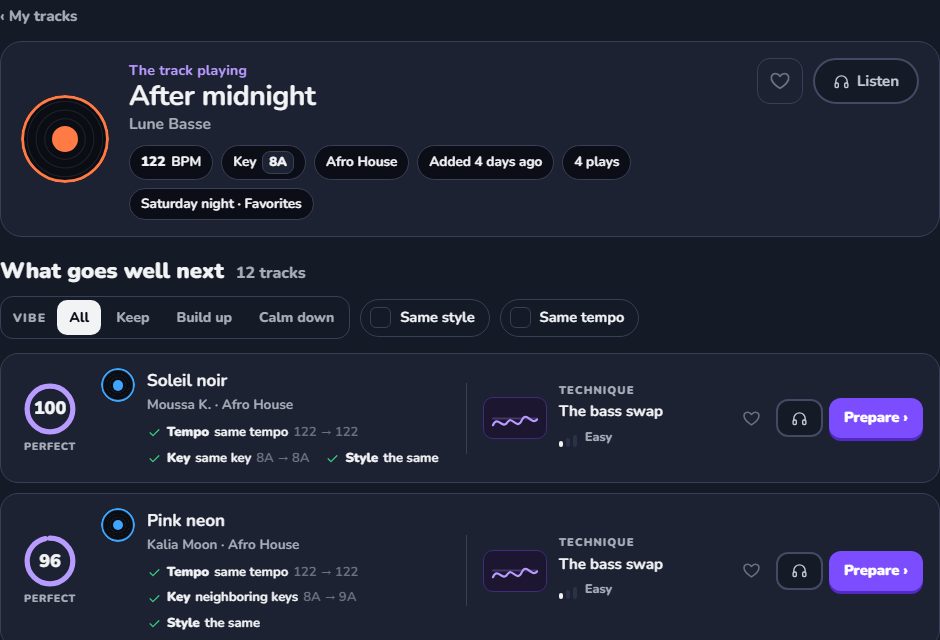 ‹ My tracks
The track playing
After midnight
Lune Basse
Listen
122 BPM Key 8A Afro House Added 4 days ago 4 plays
Saturday night · Favorites
What goes well next 12 tracks
VIBE All Keep Build up Calm down Same style Same tempo
100
PERFECT
Soleil noir
Moussa K. · Afro House
✓ Tempo same tempo 122 → 122
✓ Key same key 8A → 8A ✓ Style the same
TECHNIQUE
The bass swap
Easy
Prepare ›
96
PERFECT
Pink neon
Kalia Moon · Afro House
✓ Tempo same tempo 122 → 122
✓ Key neighboring keys 8A → 9A
✓ Style the same
TECHNIQUE
The bass swap
Easy
Prepare ›